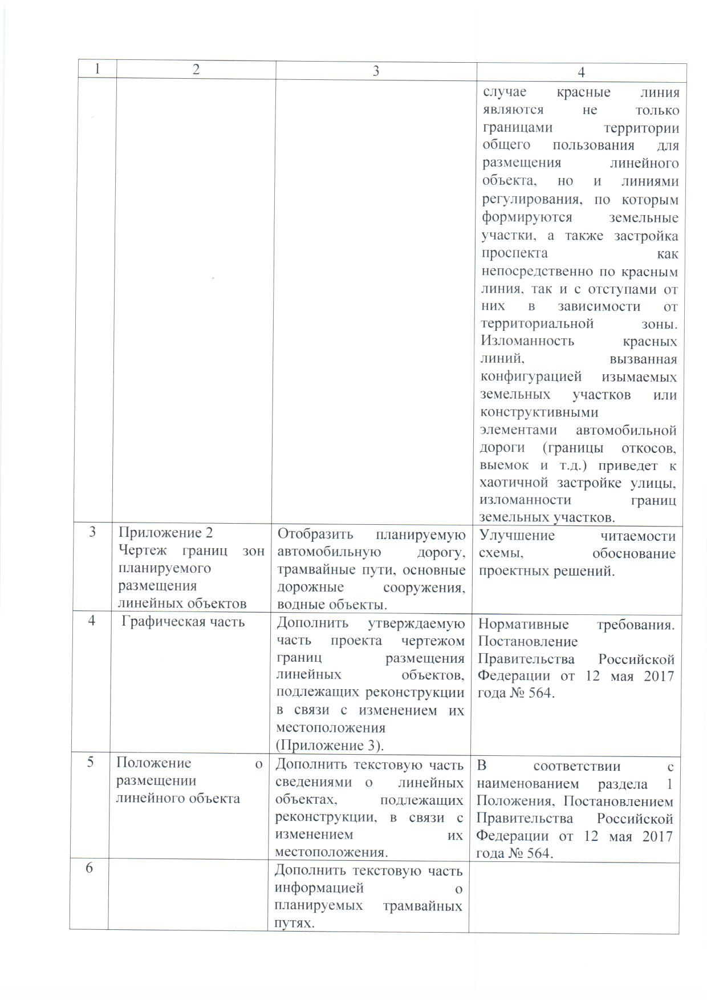 1 2 3 4
случае красные линия
являются не только
границами территории
общего пользования для
размещения линейного
объекта, но и линиями
регулирования, по которым
формируются земельные
участки, а также застройка
проспекта как
непосредственно по красным
линия, так и с отступами от
них в зависимости от
территориальной зоны.
Изломанность красных
линий, вызванная
конфигурацией изымаемых
земельных участков или
конструктивными
элементами автомобильной
дороги (границы откосов,
выемок и т.д.) приведет к
хаотичной застройке улицы,
изломанности границ
земельных участков.
3
Приложение 2
Чертеж границ зон
планируемого
размещения
линейных объектов
Отобразить планируемую
автомобильную дорогу,
трамвайные пути, основные
дорожные сооружения,
водные объекты.
Улучшение читаемости
схемы, обоснование
проектных решений.
4
Графическая часть
Дополнить утверждаемую
часть проекта чертежом
границ размещения
линейных объектов,
подлежащих реконструкции
в связи с изменением их
местоположения
(Приложение 3).
Нормативные требования.
Постановление
Правительства Российской
Федерации от 12 мая 2017
года № 564.
5
Положение о
размещении
линейного объекта
Дополнить текстовую часть
сведениями о линейных
объектах, подлежащих
реконструкции, в связи с
изменением их
местоположения.
В соответствии с
наименованием раздела 1
Положения, Постановлением
Правительства Российской
Федерации от 12 мая 2017
года № 564.
6
Дополнить текстовую часть
информацией о
планируемых трамвайных
путях.